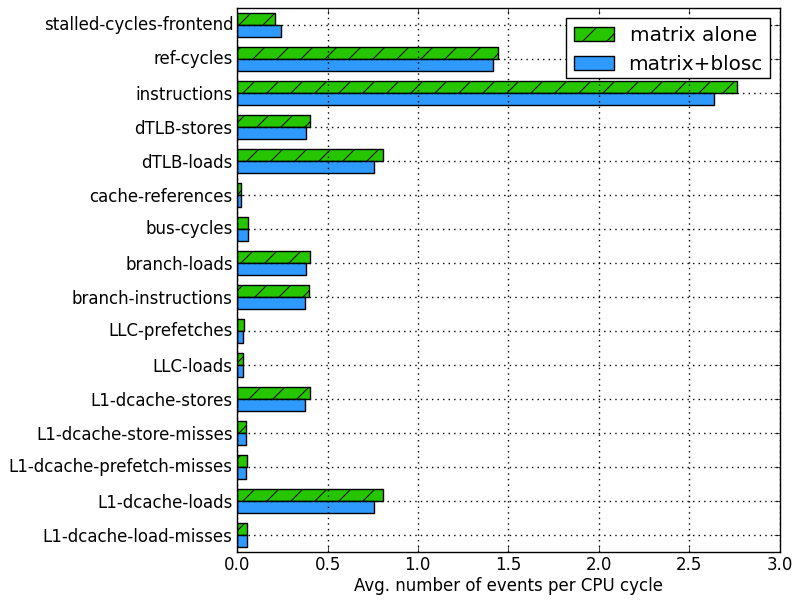 stalled-cycles-frontend
ref-cycles
instructions
dTLB-stores
dTLB-loads
cache-references
bus-cycles
branch-loads
branch-instructions
LLC-prefetches
LLC-loads
L1-dcache-stores
L1-dcache-store-misses
L1-dcache-prefetch-misses
L1-dcache-loads
L1-dcache-load-misses
matrix alone
matrix+blosc
0.0 0.5 1.0 1.5 2.0 2.5 3.0
Avg. number of events per CPU cycle